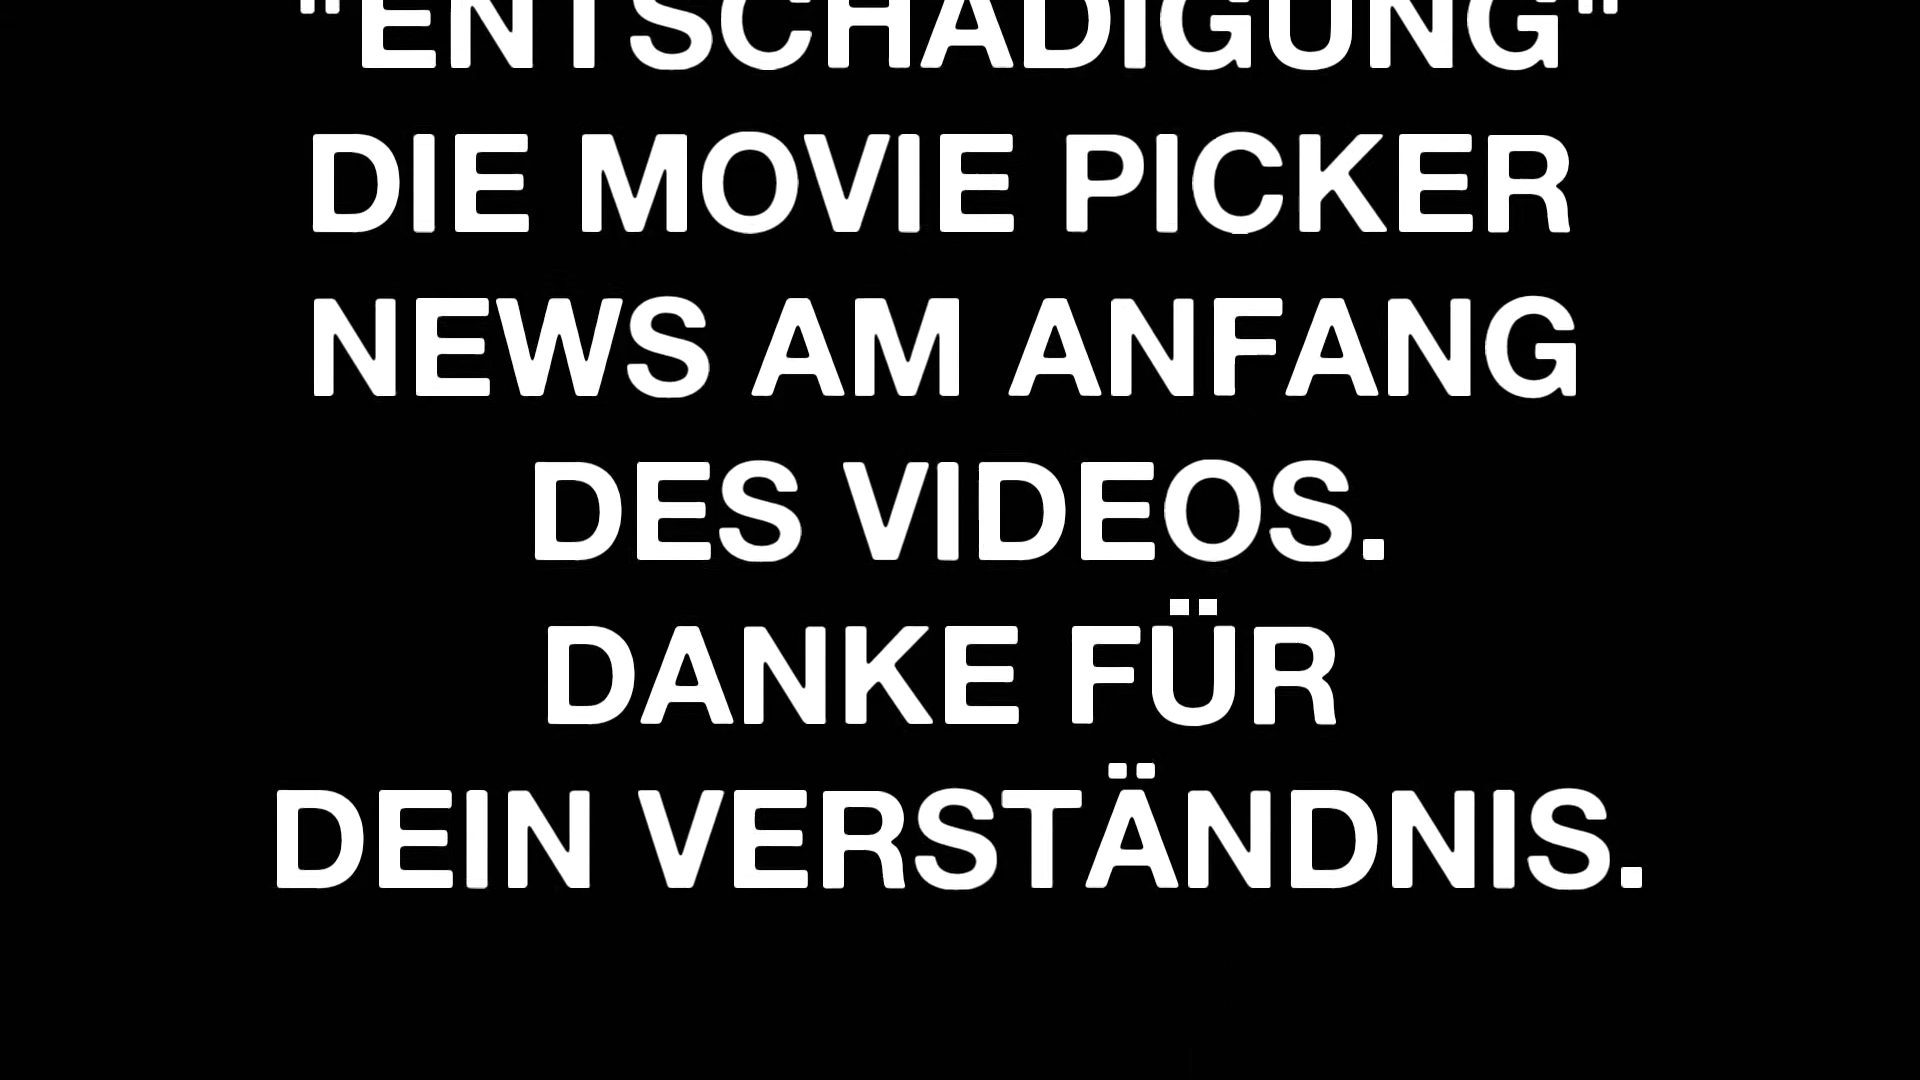 "ENTSCHÄDIGUNG"
DIE MOVIE PICKER
NEWS AM ANFANG
DES VIDEOS.
DANKE FÜR
DEIN VERSTÄNDNIS.